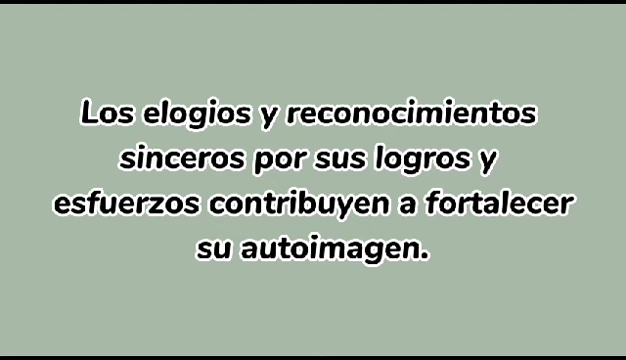 Los elogios y reconocimientos
sinceros por sus logros y
esfuerzos contribuyen a fortalecer
su autoimagen.